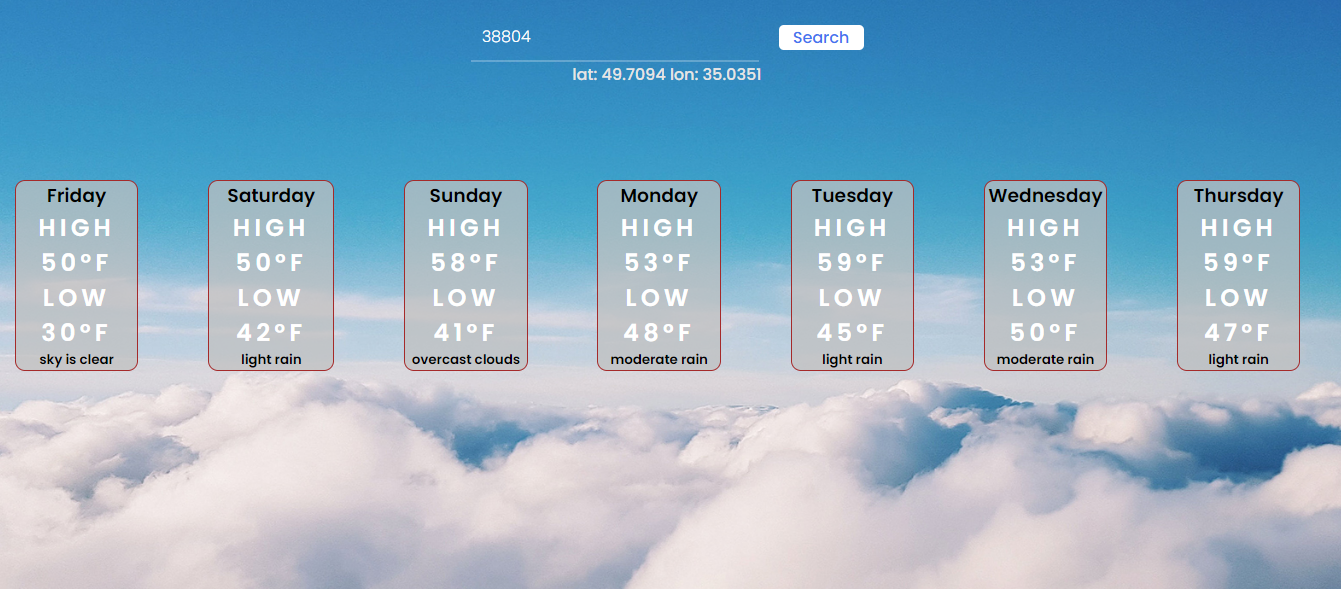 38804
Search
lat: 49.7094 lon: 35.0351
Friday
HIGH
50°F
LOW
30°F
sky is clear
Saturday
HIGH
50°F
LOW
42°F
light rain
Sunday
HIGH
58°F
LOW
41°F
overcast clouds
Monday
HIGH
53°F
LOW
48°F
moderate rain
Tuesday
HIGH
59°F
LOW
45°F
light rain
Wednesday
HIGH
53°F
LOW
50°F
moderate rain
Thursday
HIGH
59°F
LOW
47°F
light rain